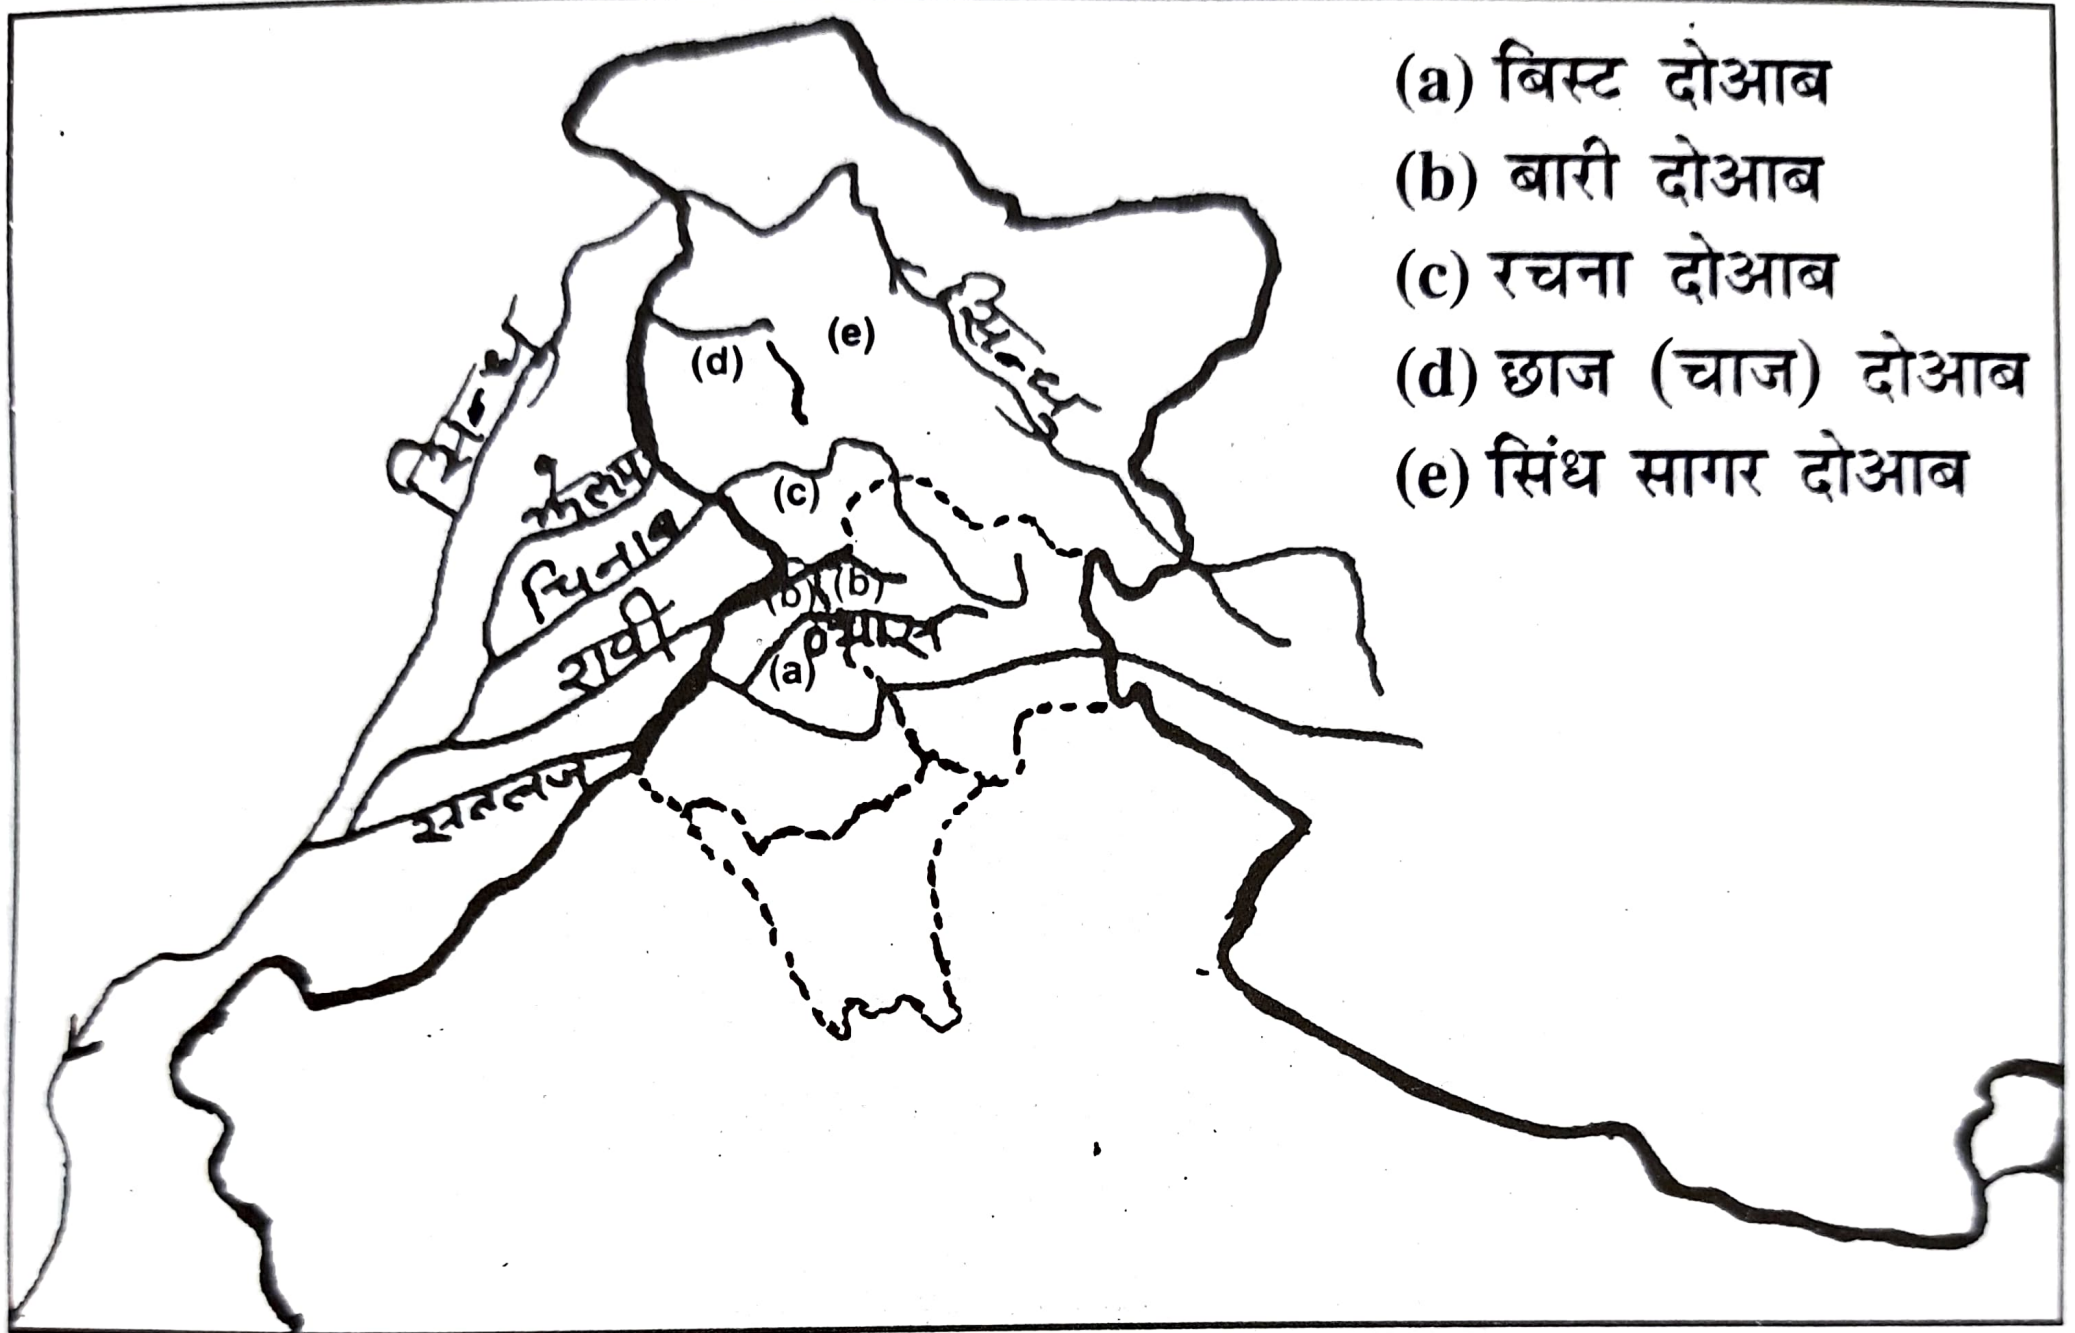 (a) बिस्ट दोआब
(b) बारी दोआब
(c) रचना दोआब
(d) छाज (चाज) दोआब
(e) सिंध सागर दोआब
सिन्ध
सिन्धु
(e)
(d)
झेलम
(c)
चिनाब
(b) (b)
रावी
ब्यास
(a)
सतलज